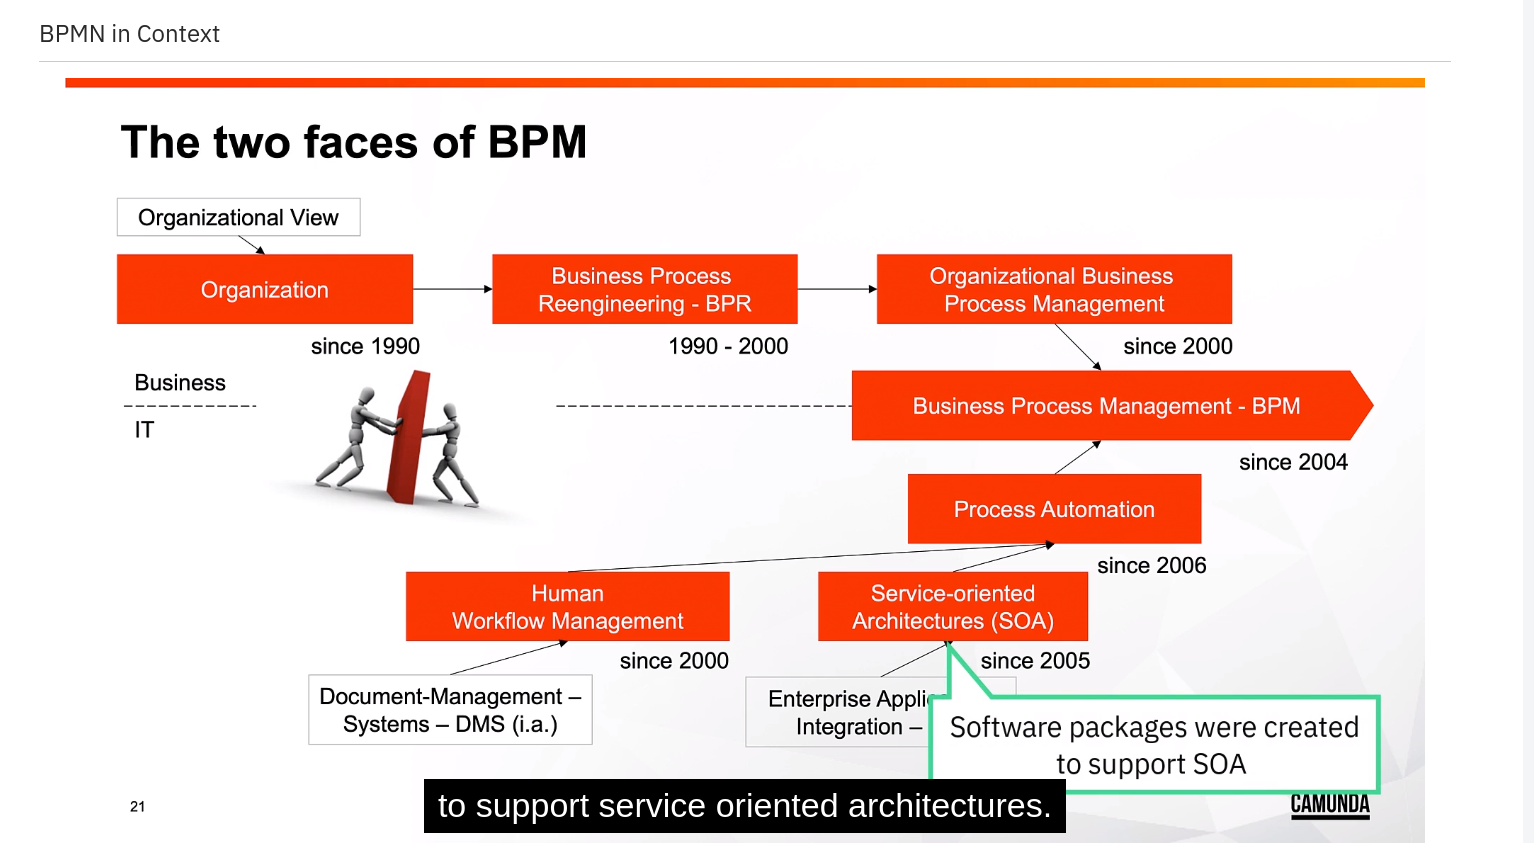 BPMN in Context
The two faces of BPM
Organizational View
Organization
since 1990
Business Process
Reengineering - BPR
1990 - 2000
Organizational Business
Process Management
since 2000
Business
IT
Business Process Management - BPM
since 2004
Process Automation
since 2006
Human
Workflow Management
since 2000
Service-oriented
Architectures (SOA)
since 2005
Document-Management –
Systems – DMS (i.a.)
Enterprise
Integration –
Software packages were created
to support SOA
to support service oriented architectures.
21
CAMUNDA